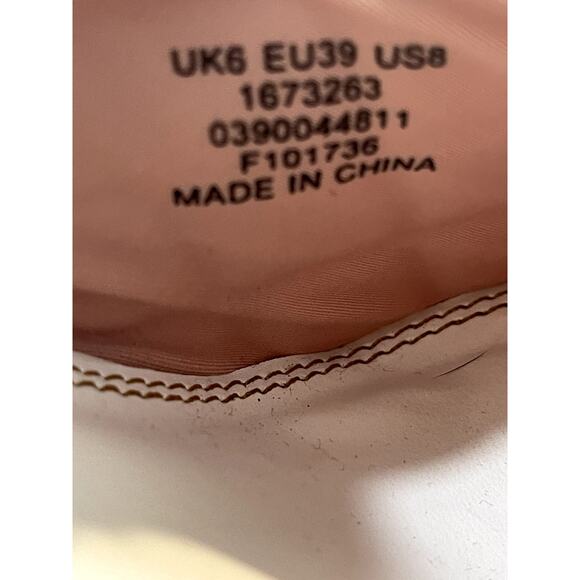 UK6 EU39 US8
1673263
0390044811
F101736
MADE IN CHINA